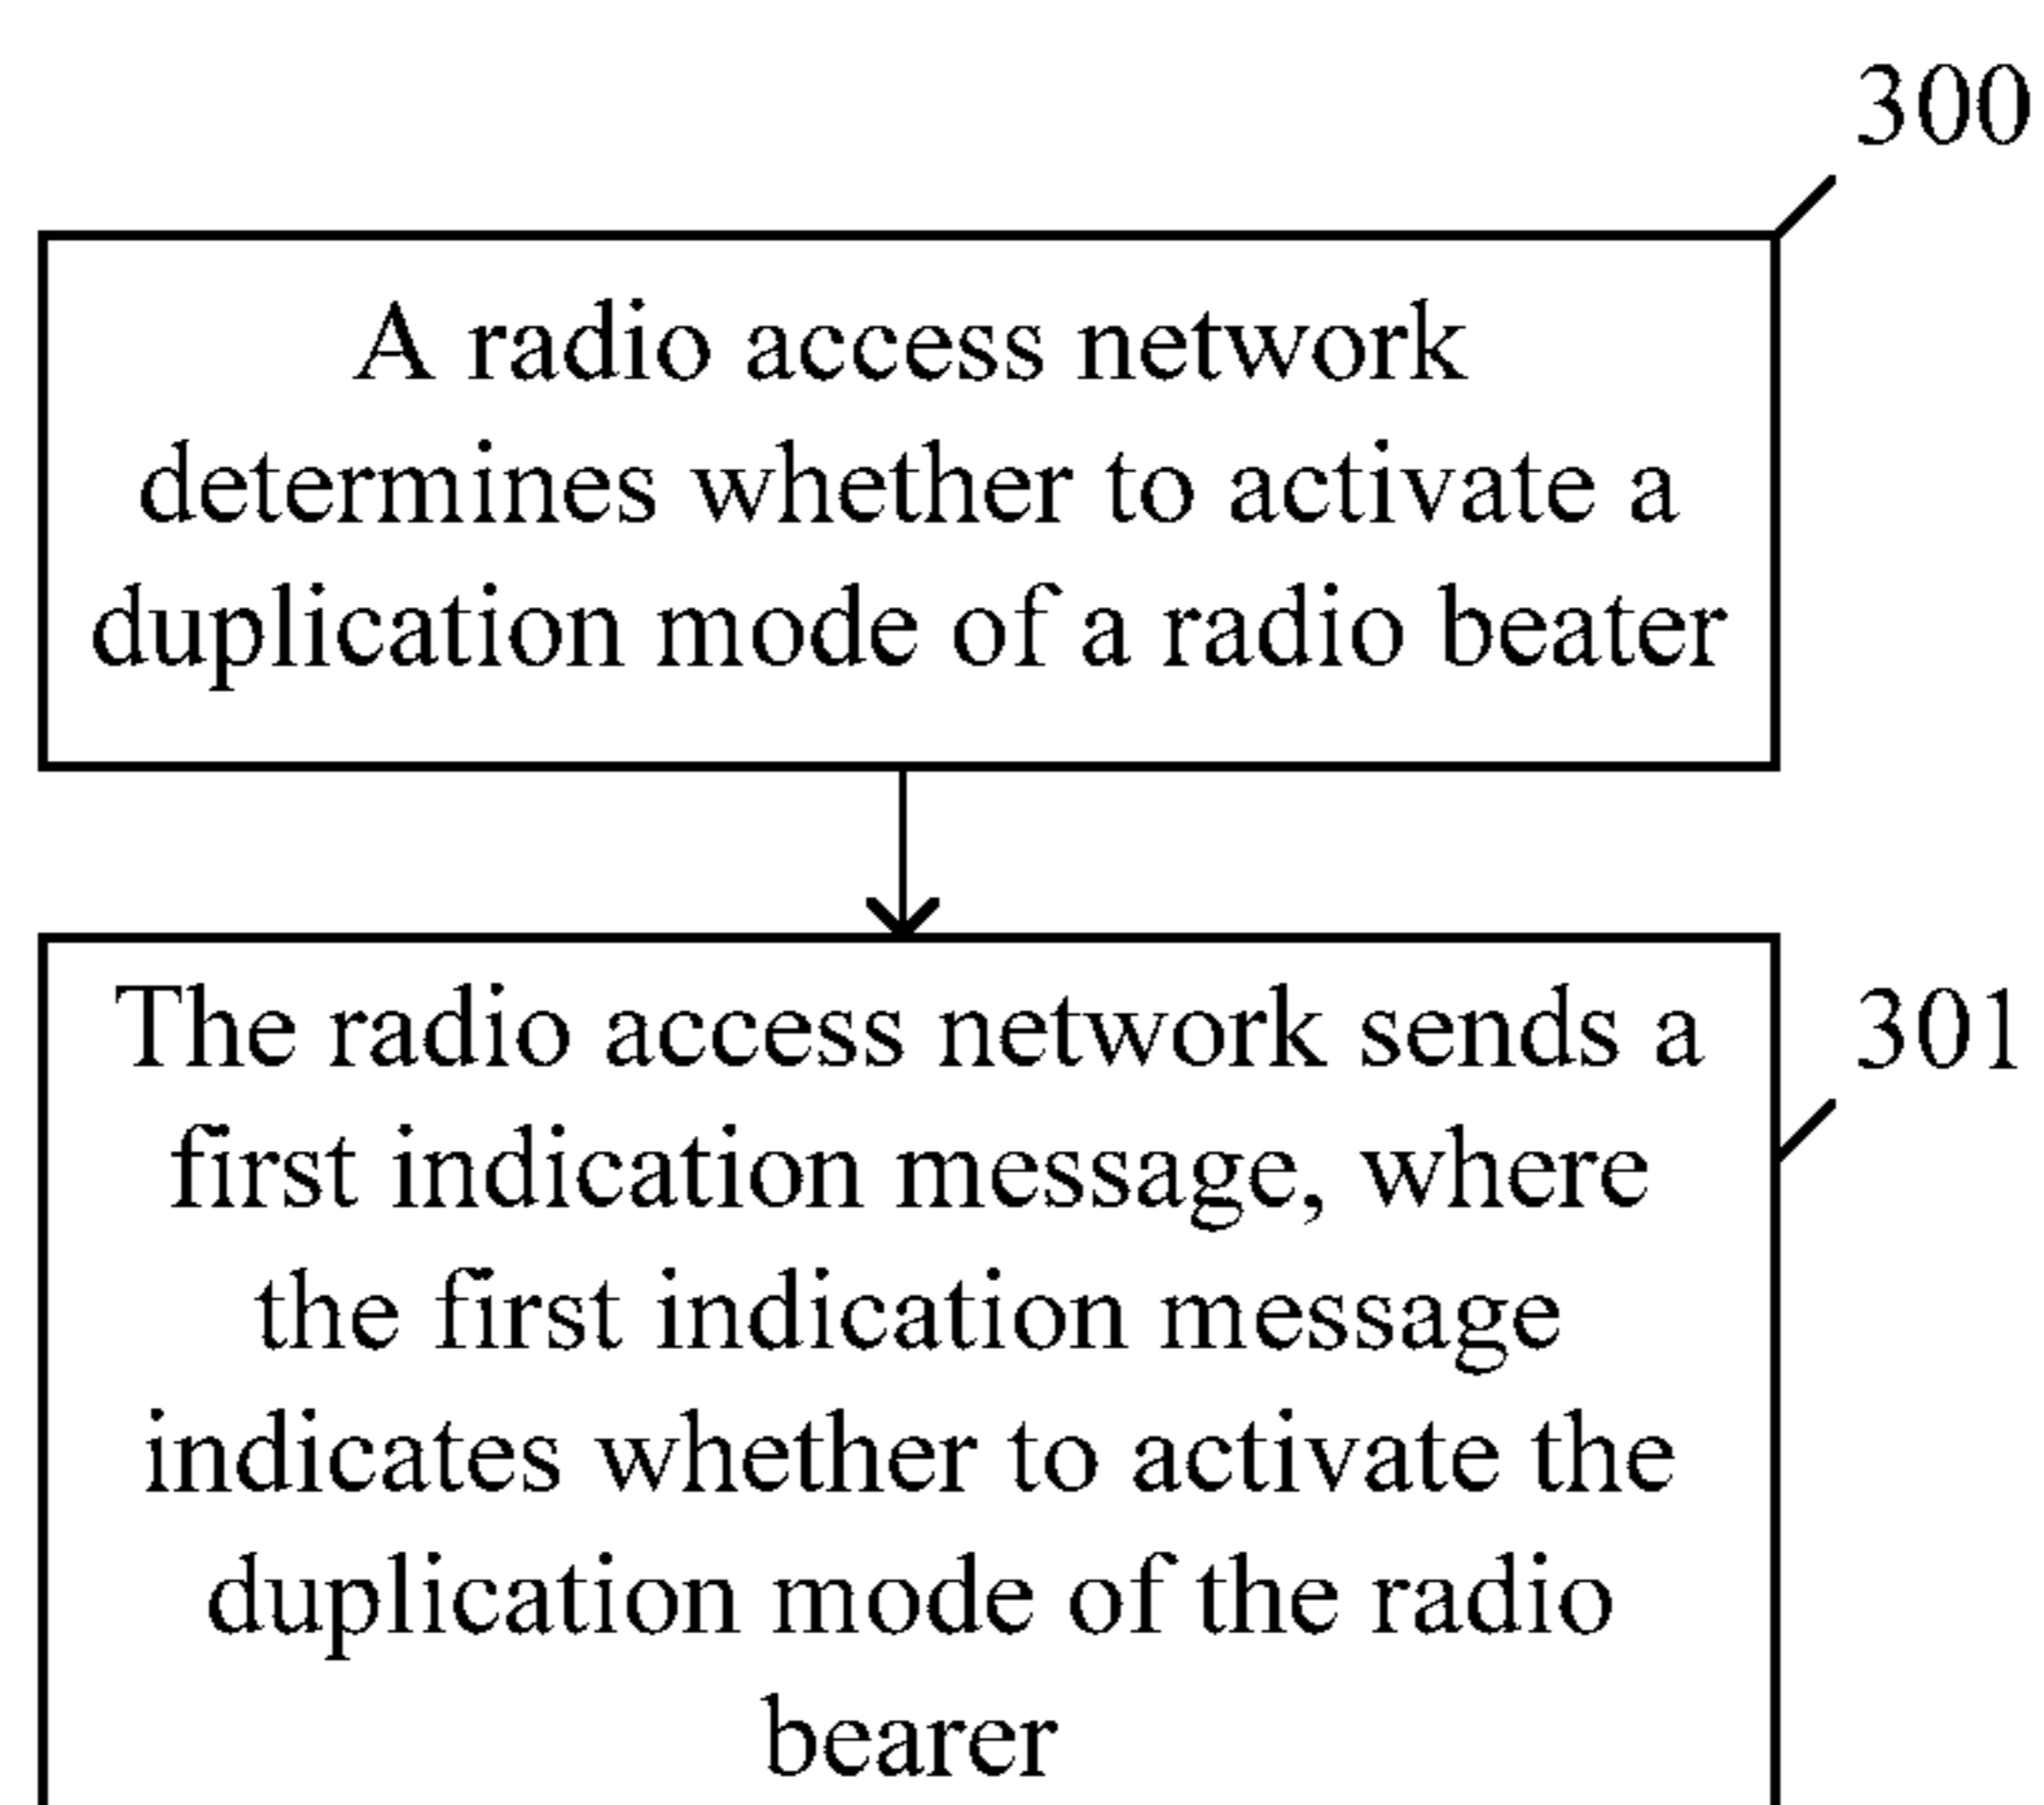 300
A radio access network
determines whether to activate a
duplication mode of a radio beater
The radio access network sends a
301
first indication message, where
the first indication message
indicates whether to activate the
duplication mode of the radio
bearer